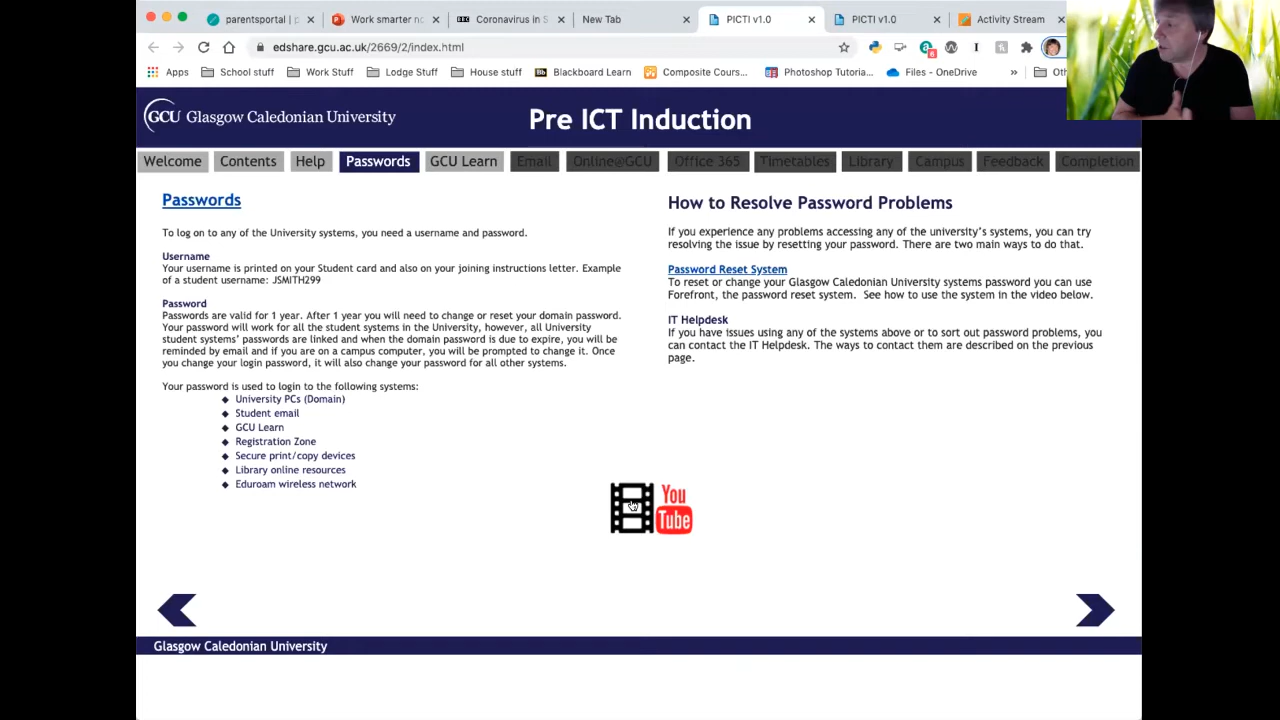 parentsportal | p
Work smarter no
Coronavirus in S
New Tab
PICTI v1.0
PICTI v1.0
Activity Stream
edshare.gcu.ac.uk/2669/2/index.html
Apps
School stuff
Work Stuff
Lodge Stuff
House stuff
Bb
Blackboard Learn
Composite Cours...
Photoshop Tutoria...
Files - OneDrive
»
Oth
GCU Glasgow Caledonian University
Pre ICT Induction
Welcome
Contents
Help
Passwords
GCU Learn
Email
Online@GCU
Office 365
Timetables
Library
Campus
Feedback
Completion
Passwords
To log on to any of the University systems, you need a username and password.
Username
Your username is printed on your Student card and also on your joining instructions letter. Example
of a student username: JSMITH299
Password
Passwords are valid for 1 year. After 1 year you will need to change or reset your domain password.
Your password will work for all the student systems in the University, however, all University
student systems’ passwords are linked and when the domain password is due to expire, you will be
reminded by email and if you are on a campus computer, you will be prompted to change it. Once
you change your login password, it will also change your password for all other systems.
Your password is used to login to the following systems:
University PCs (Domain)
Student email
GCU Learn
Registration Zone
Secure print/copy devices
Library online resources
Eduroam wireless network
How to Resolve Password Problems
If you experience any problems accessing any of the university’s systems, you can try
resolving the issue by resetting your password. There are two main ways to do that.
Password Reset System
To reset or change your Glasgow Caledonian University systems password you can use
Forefront, the password reset system. See how to use the system in the video below.
IT Helpdesk
If you have issues using any of the systems above or to sort out password problems, you
can contact the IT Helpdesk. The ways to contact them are described on the previous
page.
You
Tube
Glasgow Caledonian University